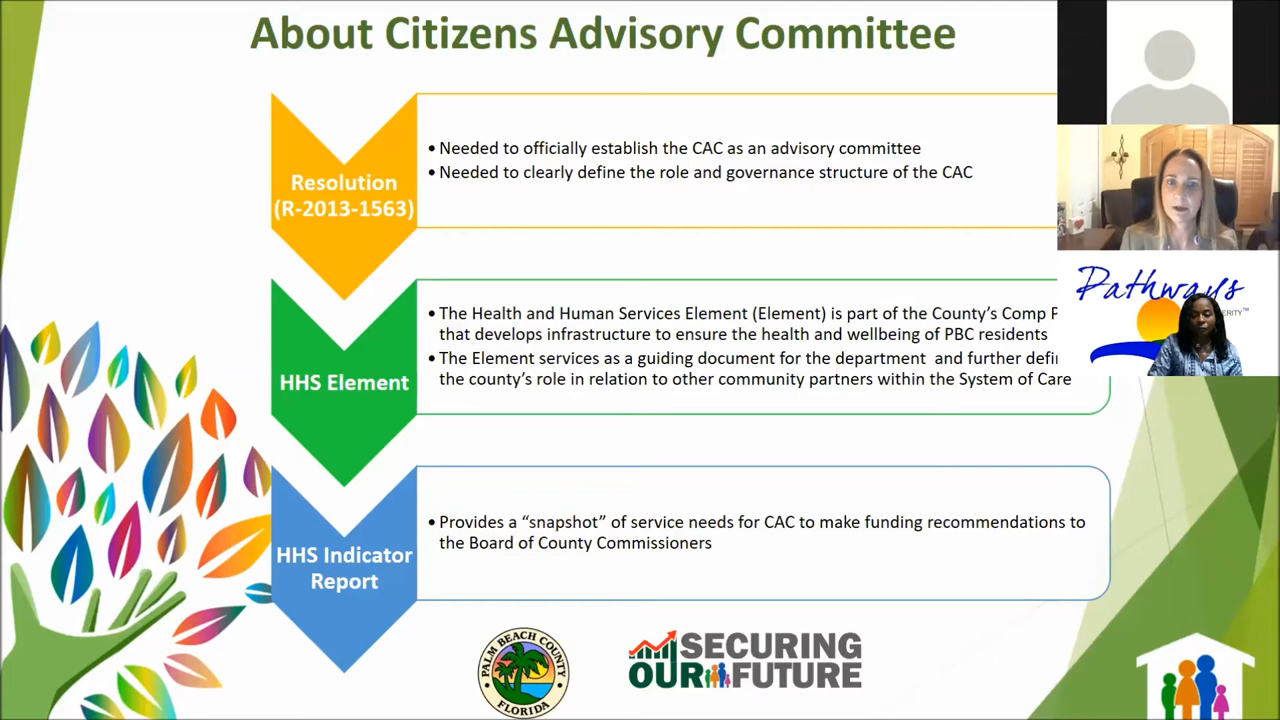 About Citizens Advisory Committee
Resolution
(R-2013-1563)
• Needed to officially establish the CAC as an advisory committee
• Needed to clearly define the role and governance structure of the CAC
HHS Element
• The Health and Human Services Element (Element) is part of the County's Comp
that develops infrastructure to ensure the health and wellbeing of PBC residents
• The Element services as a guiding document for the department and further
the county's role in relation to other community partners within the System of Care
HHS Indicator
Report
• Provides a “snapshot” of service needs for CAC to make funding recommendations to
the Board of County Commissioners
Pathways
PALM BEACH COUNTY
FLORIDA
SECURING
OUR FUTURE